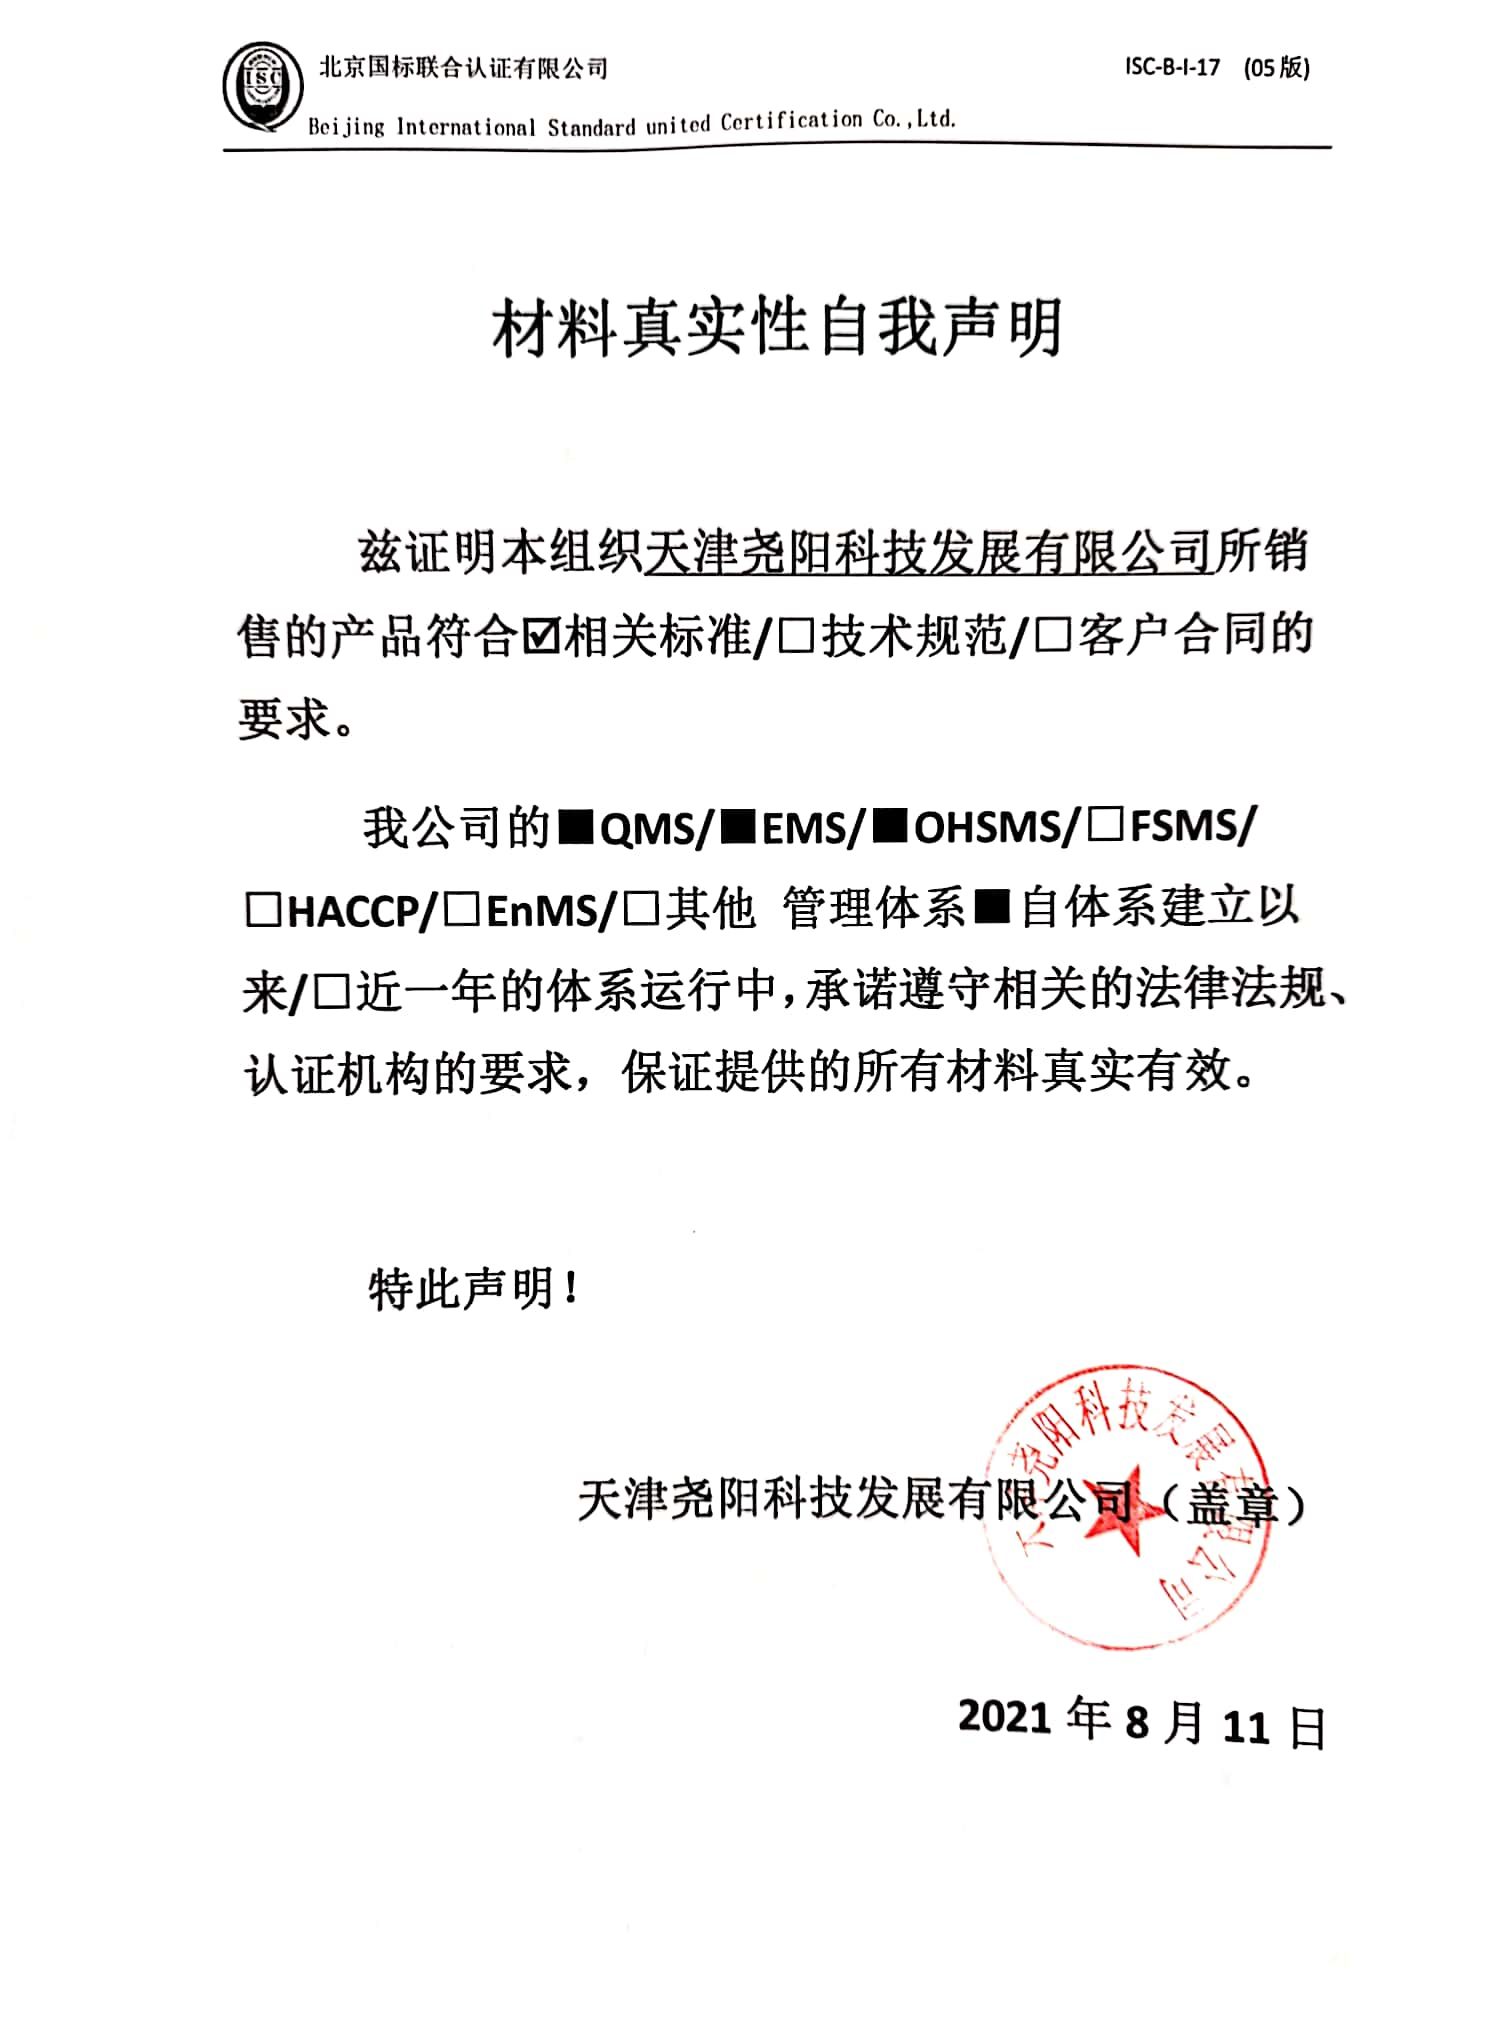 ISC
北京国标联合认证有限公司 ISC-B-I-17 (05版)
Beijing International Standard united Certification Co.,Ltd.
材料真实性自我声明
兹证明本组织天津尧阳科技发展有限公司所销
售的产品符合☑相关标准/□技术规范/□客户合同的
要求。
我公司的■QMS/■EMS/■OHSMS/□FSMS/
□HACCP/□EnMS/□其他 管理体系■自体系建立以
来/□近一年的体系运行中,承诺遵守相关的法律法规、
认证机构的要求，保证提供的所有材料真实有效。
特此声明！
天津尧阳科技发展有限公司（盖章）
天津尧阳科技发展有限公司
2021 年 8 月 11 日